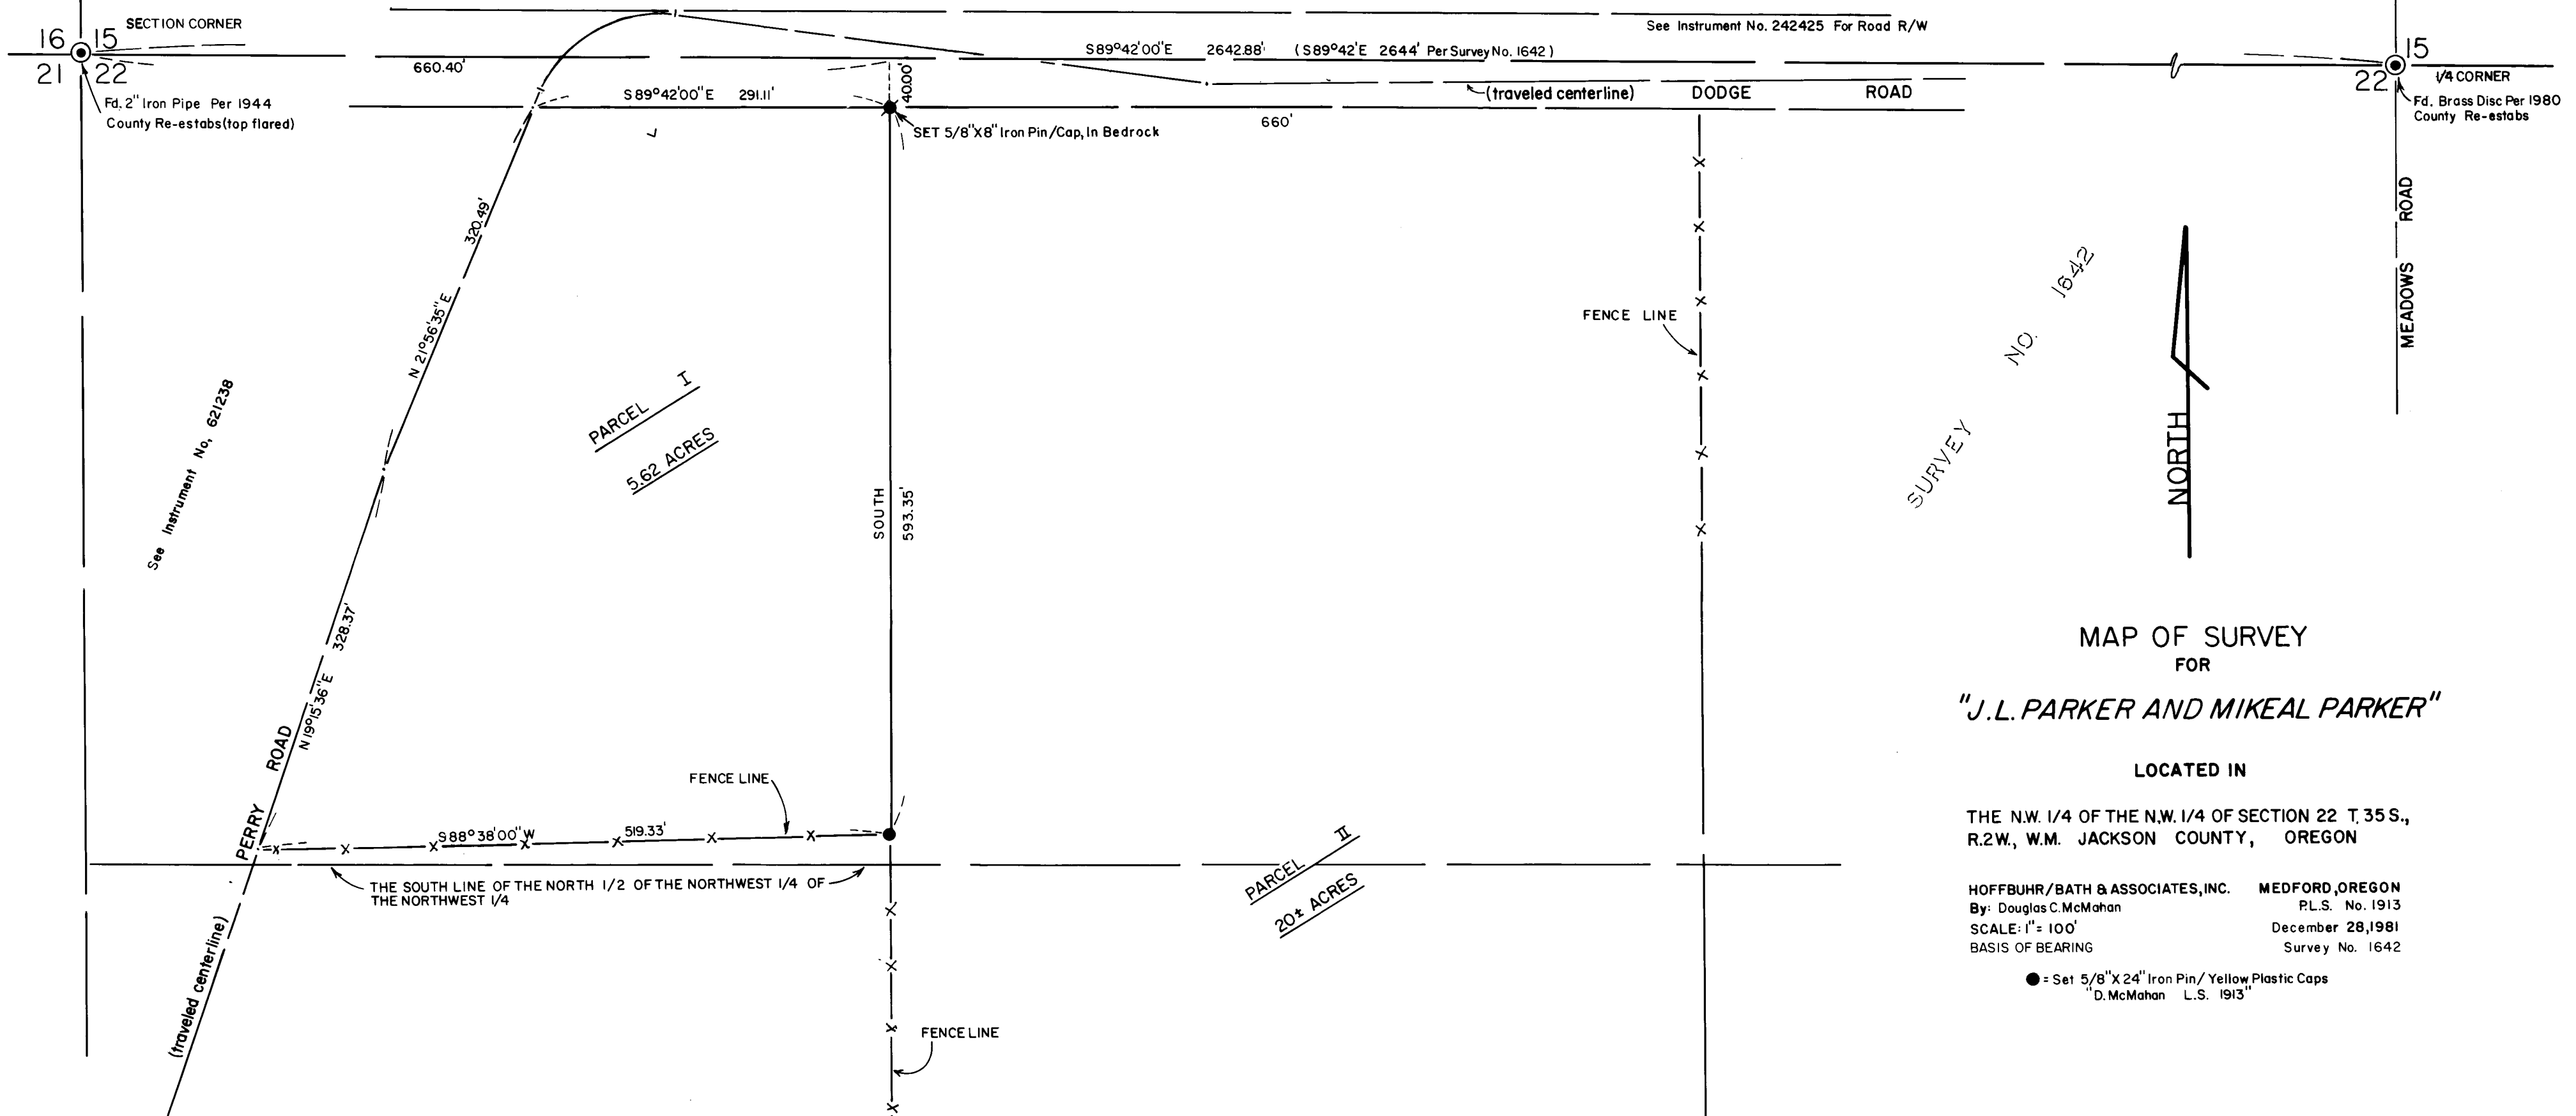 SECTION CORNER
16 15
21 22
Fd. 2" Iron Pipe Per 1944
County Re-estabs (top flared)
660.40'
S89°42'00"E 291.11'
40.00'
SET 5/8"X8" Iron Pin/Cap, In Bedrock
S89°42'00"E 2642.88' (S89°42'E 2644' Per Survey No. 1642)
See Instrument No. 242425 For Road R/W
(traveled centerline) DODGE ROAD
660'
15
22
1/4 CORNER
Fd. Brass Disc Per 1980
County Re-estabs
MEADOWS ROAD
320.49'
N 21°56'35"E
See Instrument No. 621238
PARCEL I
5.62 ACRES
SOUTH
593.35'
FENCE LINE
SURVEY NO. 1642
NORTH
328.37'
N 19°15'36"E
PERRY ROAD
FENCE LINE
S88°38'00"W 519.33'
THE SOUTH LINE OF THE NORTH 1/2 OF THE NORTHWEST 1/4 OF
THE NORTHWEST 1/4
(traveled centerline)
PARCEL II
20± ACRES
FENCE LINE
MAP OF SURVEY
FOR
"J.L. PARKER AND MIKEAL PARKER"
LOCATED IN
THE N.W. 1/4 OF THE N.W. 1/4 OF SECTION 22 T. 35 S.,
R.2W., W.M. JACKSON COUNTY, OREGON
HOFFBUHR/BATH & ASSOCIATES, INC. MEDFORD, OREGON
By: Douglas C. McMahan P.L.S. No. 1913
SCALE: 1" = 100' December 28, 1981
BASIS OF BEARING Survey No. 1642
= Set 5/8"X24" Iron Pin/Yellow Plastic Caps
"D. McMahan L.S. 1913"